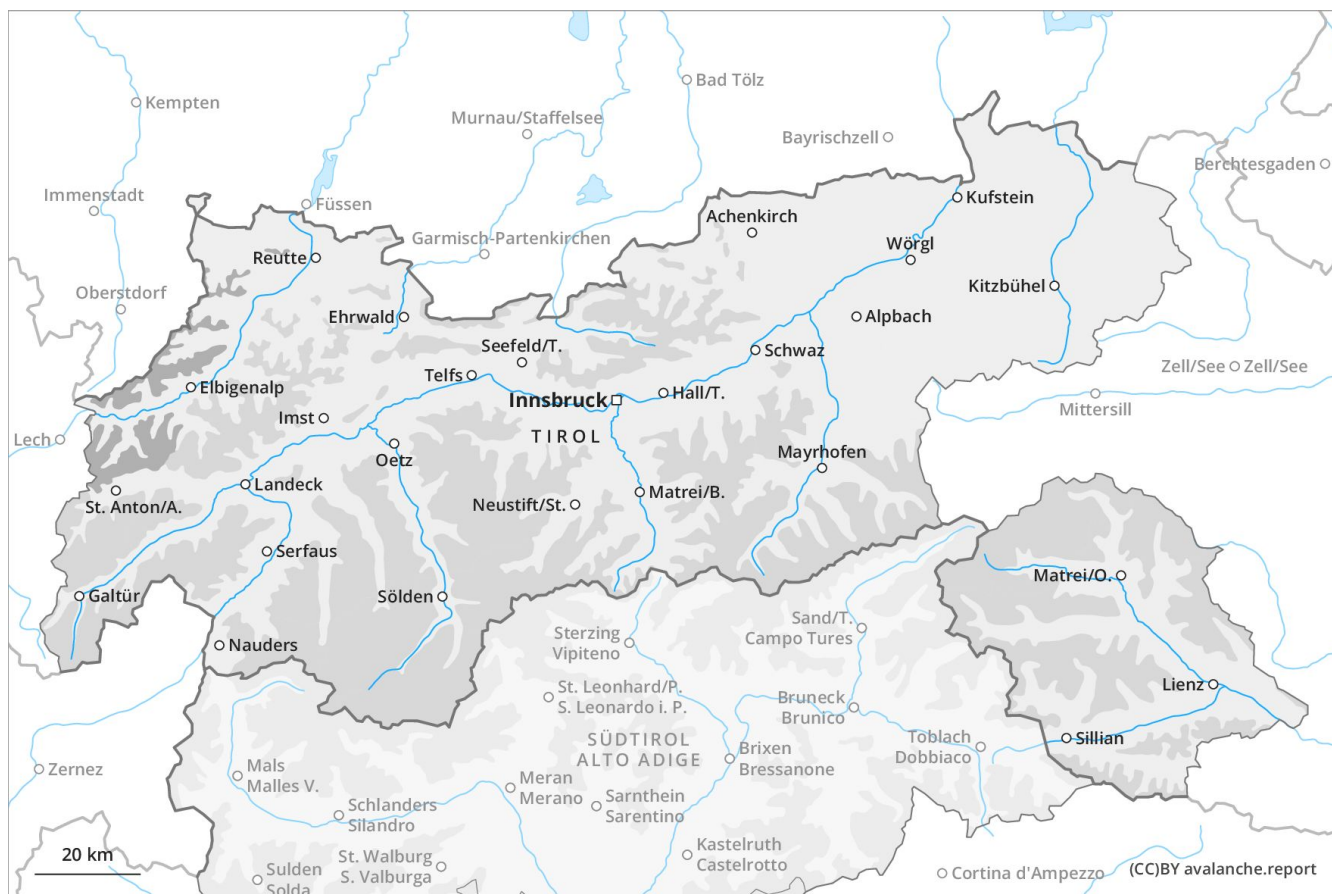 Bad Tölz
Kempten
Murnau/Staffelsee
Bayrischzell
Berchtesgaden
Immenstadt
Füssen
Kufstein
Achenkirch
Garmisch-Partenkirchen
Wörgl
Reutte
Kitzbühel
Oberstdorf
Ehrwald
Alpbach
Seefeld/T.
Schwaz
Telfs
Zell/See
Zell/See
Elbigenalp
Innsbruck
Hall/T.
Mittersill
Imst
Lech
TIROL
Oetz
Mayrhofen
Landeck
Matrei/B.
St. Anton/A.
Neustift/St.
Serfaus
Matrei/O.
Galtür
Sölden
Sand/T.
Campo Tures
Sterzing
Vipiteno
Nauders
Lienz
St. Leonhard/P.
S. Leonardo i. P.
Bruneck
Brunico
SÜDTIROL
ALTO ADIGE
Toblach
Dobbiaco
Sillian
Brixen
Bressanone
Zernez
Mals
Malles V.
Meran
Merano
Sarnthein
Sarentino
Schlanders
Silandro
Kastelruth
Castelrotto
20 km
St. Walburg
S. Valburga
Sulden
Solda
Cortina d'Ampezzo
(CC)BY avalanche.report